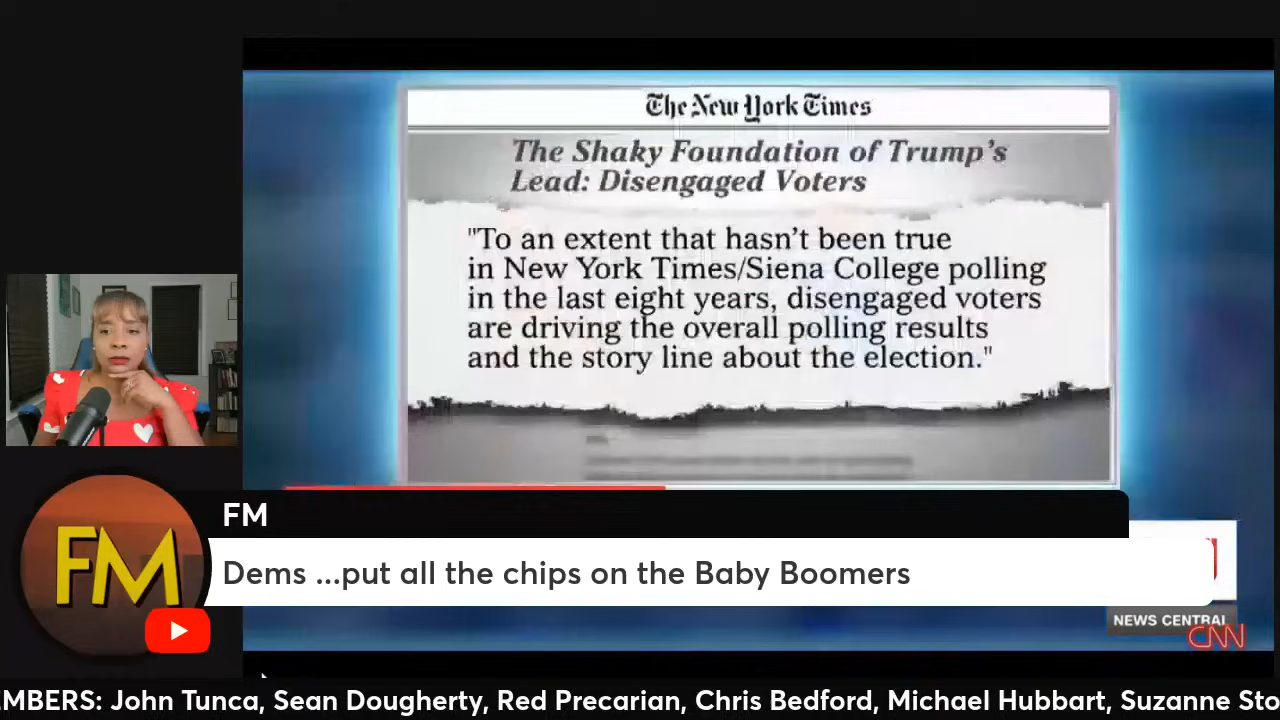 The New York Times
The Shaky Foundation of Trump's
Lead: Disengaged Voters
"To an extent that hasn't been true
in New York Times/Siena College polling
in the last eight years, disengaged voters
are driving the overall polling results
and the story line about the election."
FM
FM
Dems ...put all the chips on the Baby Boomers
NEWS CENTRAL
CNN
EMBERS: John Tunca, Sean Dougherty, Red Precarian, Chris Bedford, Michael Hubbart, Suzanne Sto